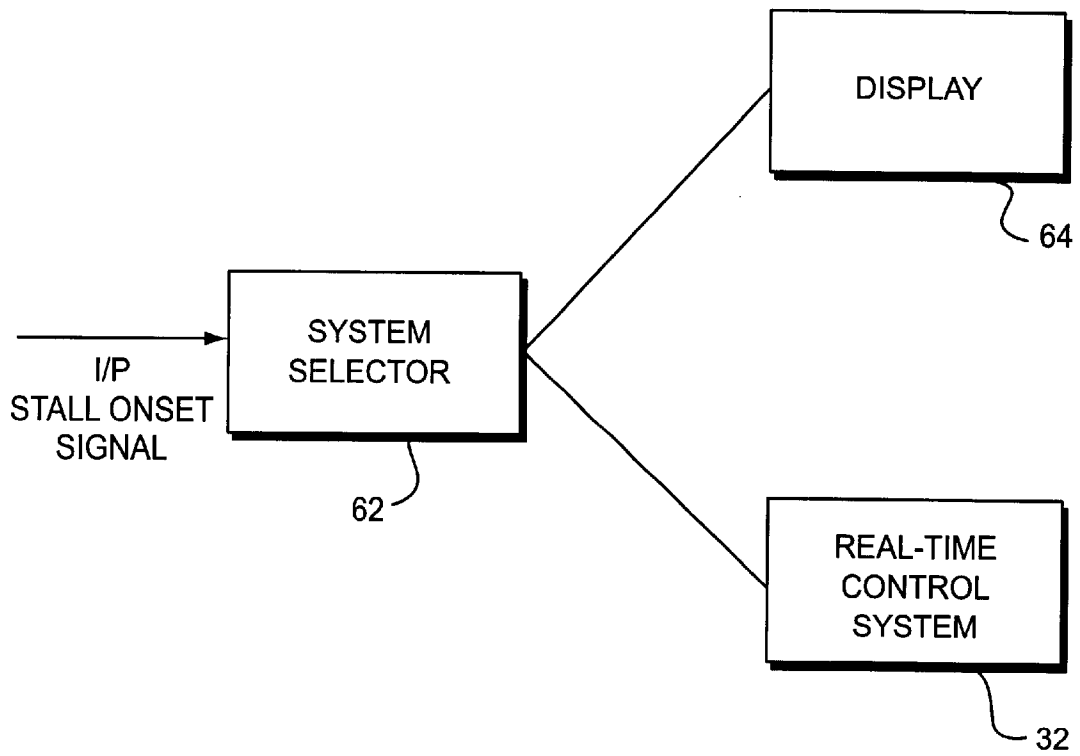 DISPLAY
64
SYSTEM
SELECTOR
I/P
STALL ONSET
SIGNAL
62
REAL-TIME
CONTROL
SYSTEM
32